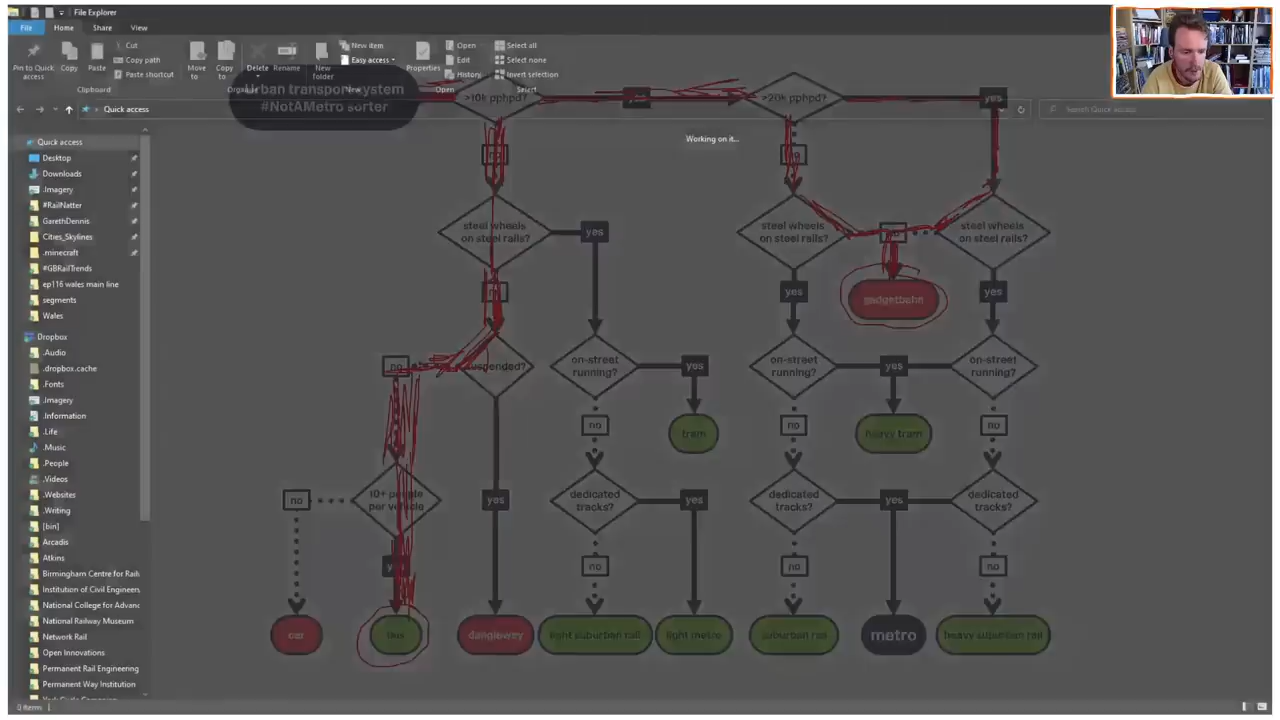 File Explorer
File
Home
Share
View
Pin to Quick
access
Copy
Paste
Cut
Copy path
Paste shortcut
Clipboard
Move
to
Copy
to
Delete
Rename
New
folder
New item
Easy access
New
Properties
Open
Edit
History
Open
Select all
Select none
Invert selection
Select
urban transport system
#NotAMetro sorter
>10k pphpd?
yes
>20k pphpd?
yes
Quick access
Search Quick access
Working on it...
Quick access
Desktop
Downloads
.Imagery
#RailNatter
GarethDennis
Cities_Skylines
.minecraft
#GBRailTrends
ep116 wales main line
segments
Wales
Dropbox
.Audio
.dropbox.cache
.Fonts
.Imagery
.Information
.Life
.Music
.People
.Videos
.Websites
.Writing
[bin]
Arcadis
Atkins
Birmingham Centre for Rail
Institution of Civil Engineers
National College for Advanc
National Railway Museum
Network Rail
Open Innovations
Permanent Rail Engineering
Permanent Way Institution
0 items
steel wheels
on steel rails?
yes
steel wheels
on steel rails?
steel wheels
on steel rails?
yes
gadgetbahn
yes
no
suspended?
on-street
running?
yes
on-street
running?
yes
on-street
running?
no
tram
no
heavy tram
no
no
10+ people
per vehicle
yes
dedicated
tracks?
yes
dedicated
tracks?
yes
dedicated
tracks?
no
no
no
car
bus
dangleway
light suburban rail
light metro
suburban rail
metro
heavy suburban rail